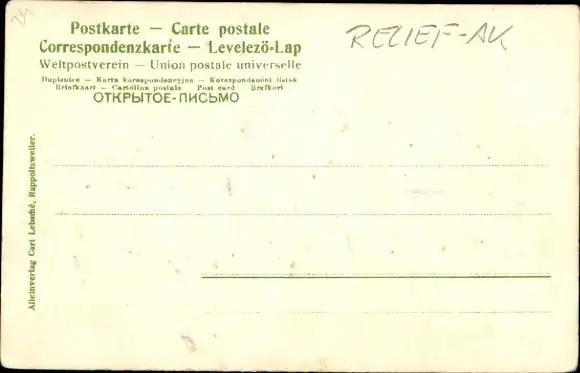 Postkarte – Carte postale
Correspondenzkarte – Levelező-Lap
Weltpostverein – Union postale universelle
Dopisnice – Karta korespondencyjna – Korespondenční lístek
Briefkaart – Cartolina postale Post card Brefkort
ОТКРЫТОЕ-ПИСЬМО
RELIEF-AK
Alleinverlag Carl Lebsché, Rappoltsweiler.